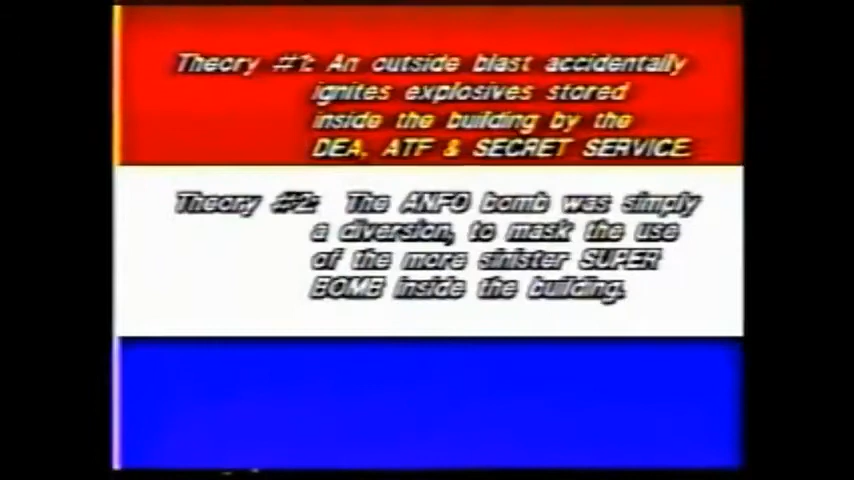 Theory #1: An outside blast accidentally
ignites explosives stored
inside the building by the
DEA, ATF & SECRET SERVICE.
Theory #2: The ANFO bomb was simply
a diversion, to mask the use
of the more sinister SUPER
BOMB inside the building.